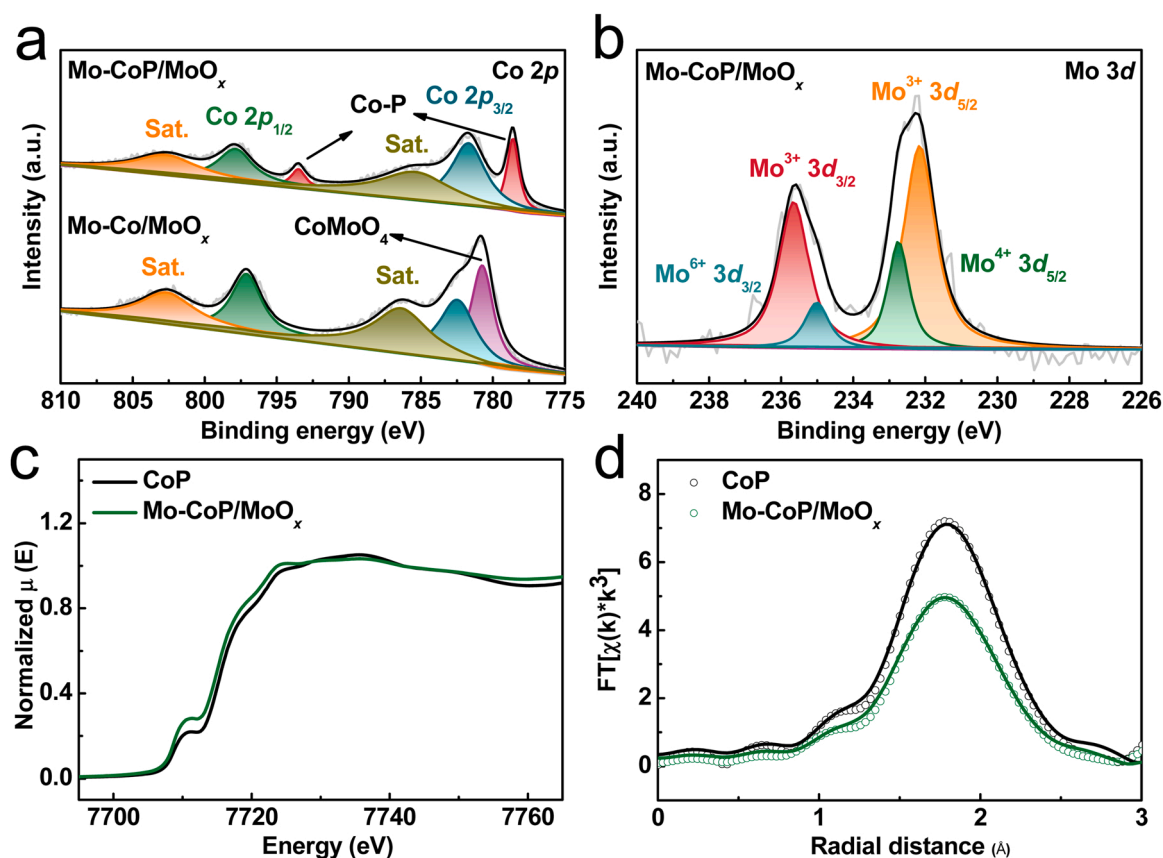 a
Mo-CoP/MoOₓ
Co 2p
Sat.
Co 2p₁/₂
Co-P
Sat.
Co 2p₃/₂
Mo-Co/MoOₓ
Sat.
CoMoO₄
Sat.
Intensity (a.u.)
810 805 800 795 790 785 780 775
Binding energy (eV)
b
Mo-CoP/MoOₓ
Mo 3d
Mo³⁺ 3d₅/₂
Mo³⁺ 3d₃/₂
Mo⁶⁺ 3d₃/₂
Mo⁴⁺ 3d₅/₂
Intensity (a.u.)
240 238 236 234 232 230 228 226
Binding energy (eV)
c
CoP
Mo-CoP/MoOₓ
1.2
0.8
0.4
0.0
Normalized μ (E)
7700 7720 7740 7760
Energy (eV)
d
CoP
Mo-CoP/MoOₓ
8
6
4
2
0
FT[χ(k)*k³]
0 1 2 3
Radial distance (Å)